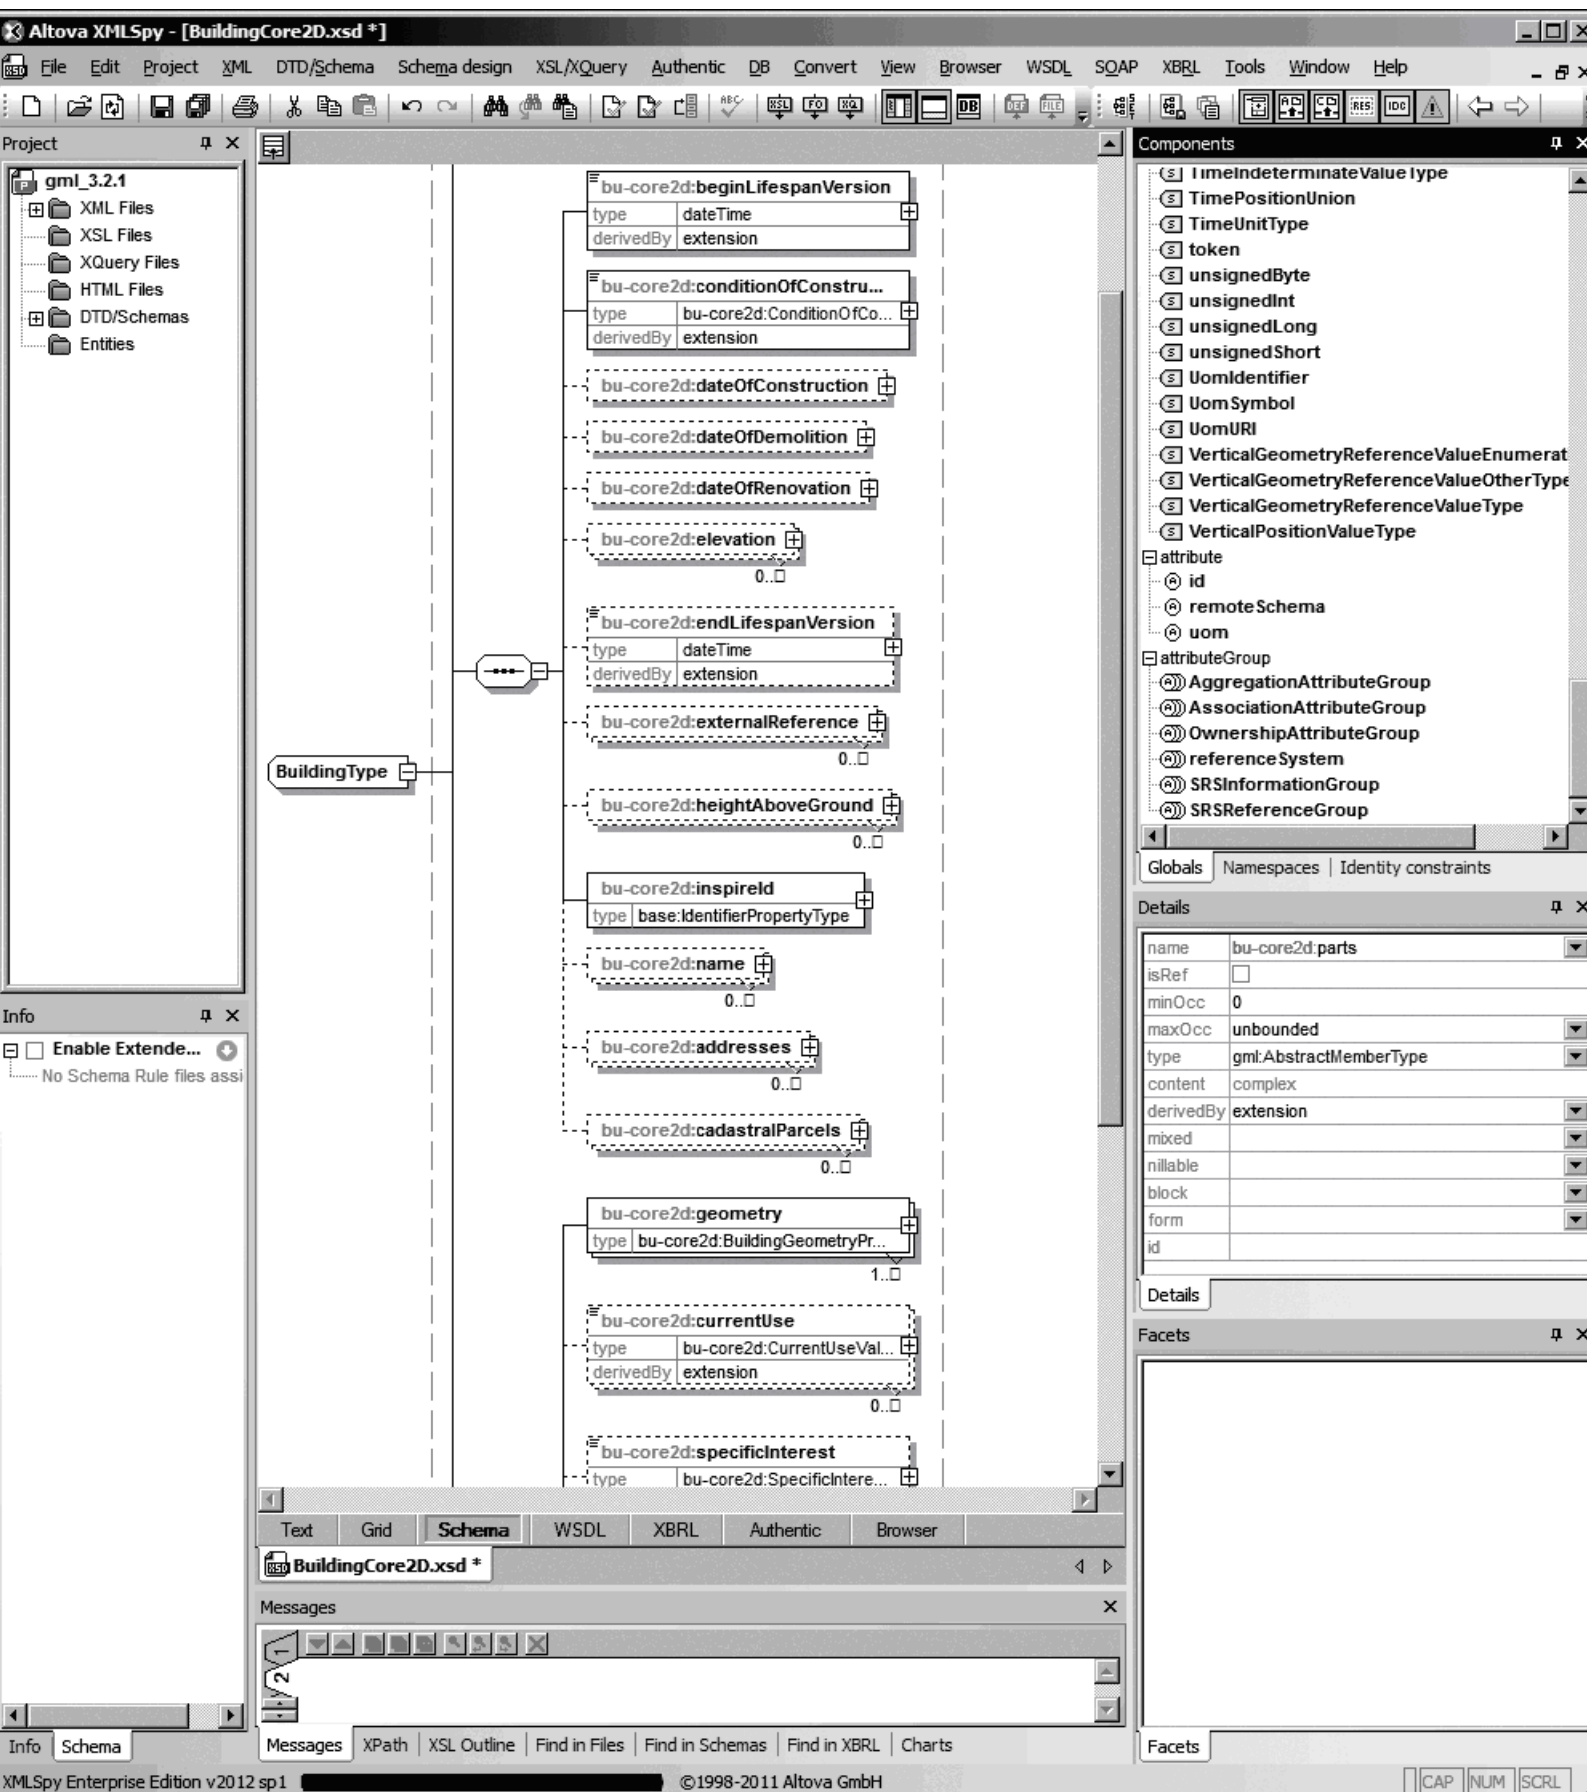 Altova XMLSpy - [BuildingCore2D.xsd *]
File Edit Project XML DTD/Schema Schema design XSL/XQuery Authentic DB Convert View Browser WSDL SOAP XBRL Tools Window Help
Project
gml_3.2.1
XML Files
XSL Files
XQuery Files
HTML Files
DTD/Schemas
Entities
Info
Enable Extende...
No Schema Rule files assi
Info Schema
BuildingType
bu-core2d:beginLifespanVersion
type dateTime
derivedBy extension
bu-core2d:conditionOfConstru...
type bu-core2d:ConditionOfCo...
derivedBy extension
bu-core2d:dateOfConstruction
bu-core2d:dateOfDemolition
bu-core2d:dateOfRenovation
bu-core2d:elevation
0..□
bu-core2d:endLifespanVersion
type dateTime
derivedBy extension
bu-core2d:externalReference
0..□
bu-core2d:heightAboveGround
0..□
bu-core2d:inspireId
type base:IdentifierPropertyType
bu-core2d:name
0..□
bu-core2d:addresses
0..□
bu-core2d:cadastralParcels
0..□
bu-core2d:geometry
type bu-core2d:BuildingGeometryPr...
1..□
bu-core2d:currentUse
type bu-core2d:CurrentUseVal...
derivedBy extension
0..□
bu-core2d:specificInterest
type bu-core2d:SpecificIntere...
Text Grid Schema WSDL XBRL Authentic Browser
BuildingCore2D.xsd *
Messages
1
2
Messages XPath XSL Outline Find in Files Find in Schemas Find in XBRL Charts
Components
TimeIndeterminateValueType
TimePositionUnion
TimeUnitType
token
unsignedByte
unsignedInt
unsignedLong
unsignedShort
UomIdentifier
UomSymbol
UomURI
VerticalGeometryReferenceValueEnumerat
VerticalGeometryReferenceValueOtherType
VerticalGeometryReferenceValueType
VerticalPositionValueType
attribute
id
remoteSchema
uom
attributeGroup
AggregationAttributeGroup
AssociationAttributeGroup
OwnershipAttributeGroup
referenceSystem
SRSInformationGroup
SRSReferenceGroup
Globals Namespaces Identity constraints
Details
name bu-core2d:parts
isRef
minOcc 0
maxOcc unbounded
type gml:AbstractMemberType
content complex
derivedBy extension
mixed
nillable
block
form
id
Details
Facets
Facets
XMLSpy Enterprise Edition v2012 sp1 ©1998-2011 Altova GmbH CAP NUM SCRL